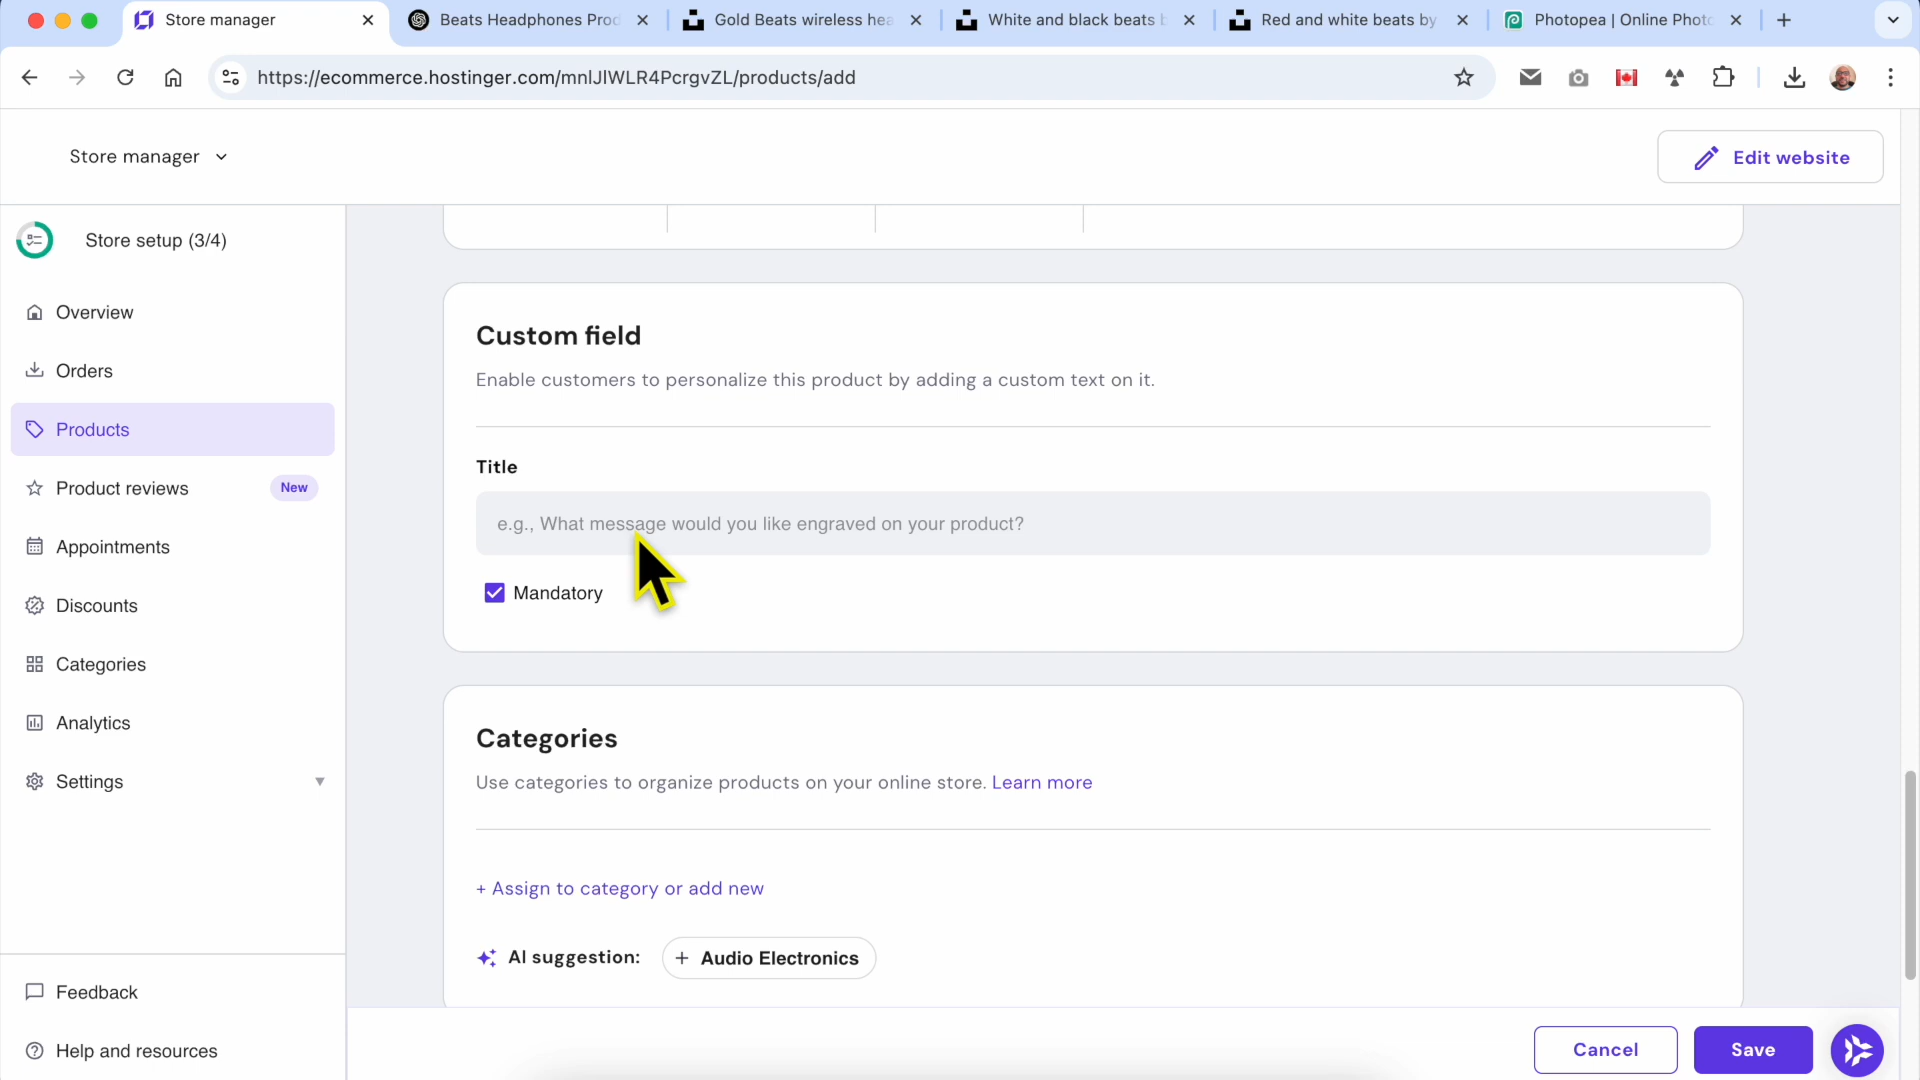 Store manager
Beats Headphones Prod
Gold Beats wireless hea
White and black beats b
Red and white beats by
Photopea | Online Photo
https://ecommerce.hostinger.com/mnlJlWLR4PcrgvZL/products/add
Store manager
Edit website
Store setup (3/4)
Overview
Orders
Products
Product reviews
New
Appointments
Discounts
Categories
Analytics
Settings
Feedback
Help and resources
Custom field
Enable customers to personalize this product by adding a custom text on it.
Title
e.g., What message would you like engraved on your product?
Mandatory
Categories
Use categories to organize products on your online store. Learn more
+ Assign to category or add new
AI suggestion:
+ Audio Electronics
Cancel
Save